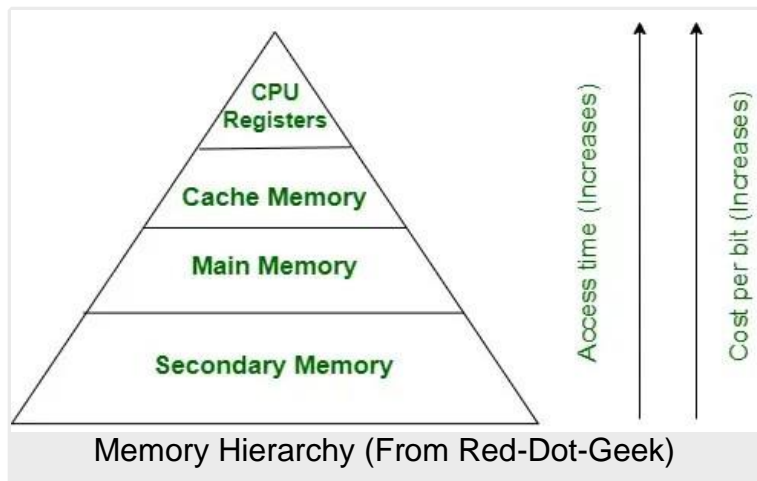 CPU
Registers
Cache Memory
Main Memory
Secondary Memory
Access time (Increases)
Cost per bit (Increases)
Memory Hierarchy (From Red-Dot-Geek)